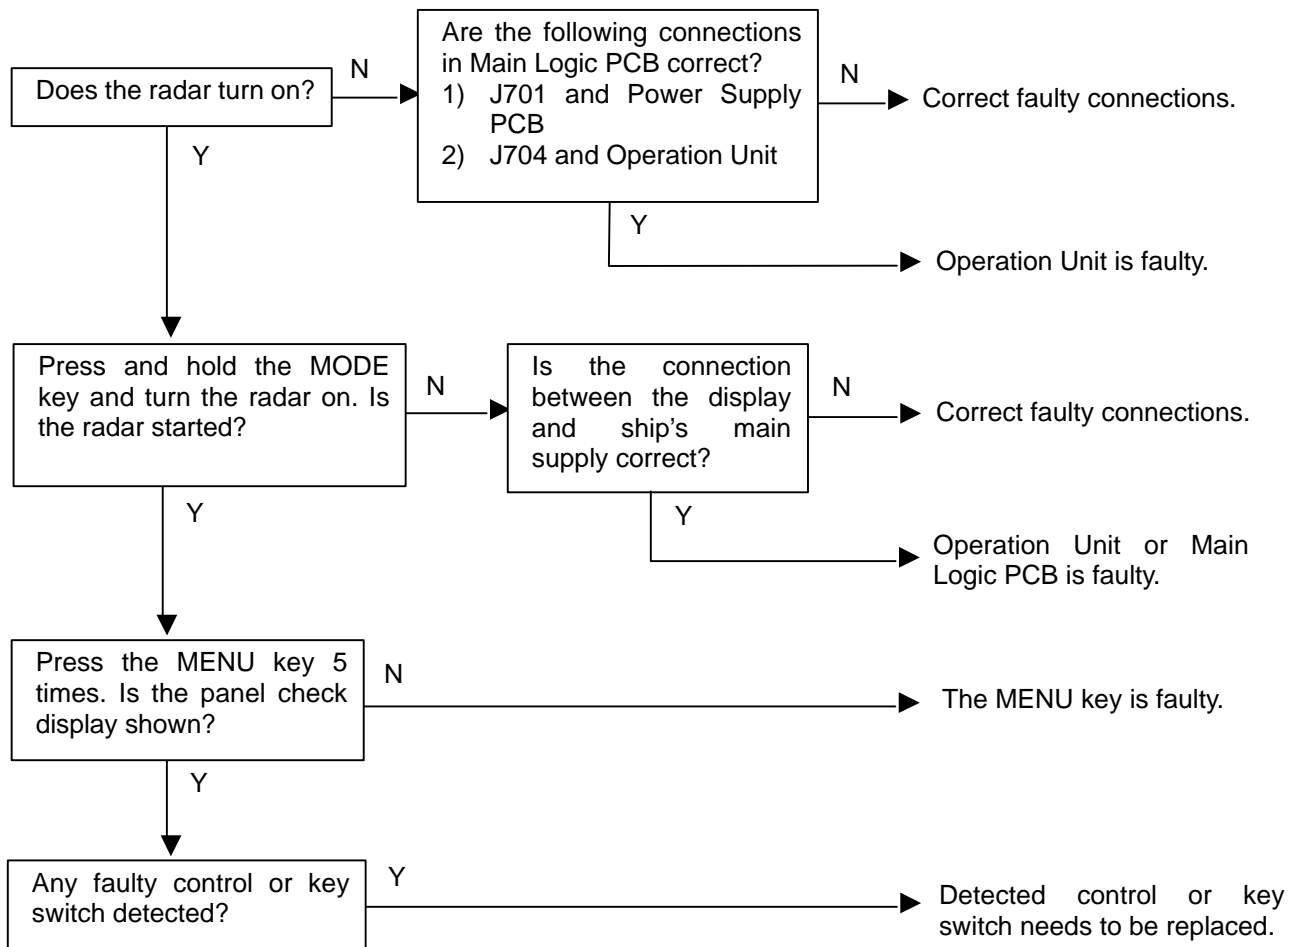 Does the radar turn on?
N
Are the following connections
in Main Logic PCB correct?
1) J701 and Power Supply
PCB
2) J704 and Operation Unit
N
Correct faulty connections.
Y
Y
Operation Unit is faulty.
Press and hold the MODE
key and turn the radar on. Is
the radar started?
N
Is the connection
between the display
and ship's main
supply correct?
N
Correct faulty connections.
Y
Y
Operation Unit or Main
Logic PCB is faulty.
Press the MENU key 5
times. Is the panel check
display shown?
N
The MENU key is faulty.
Y
Any faulty control or key
switch detected?
Y
Detected control or key
switch needs to be replaced.